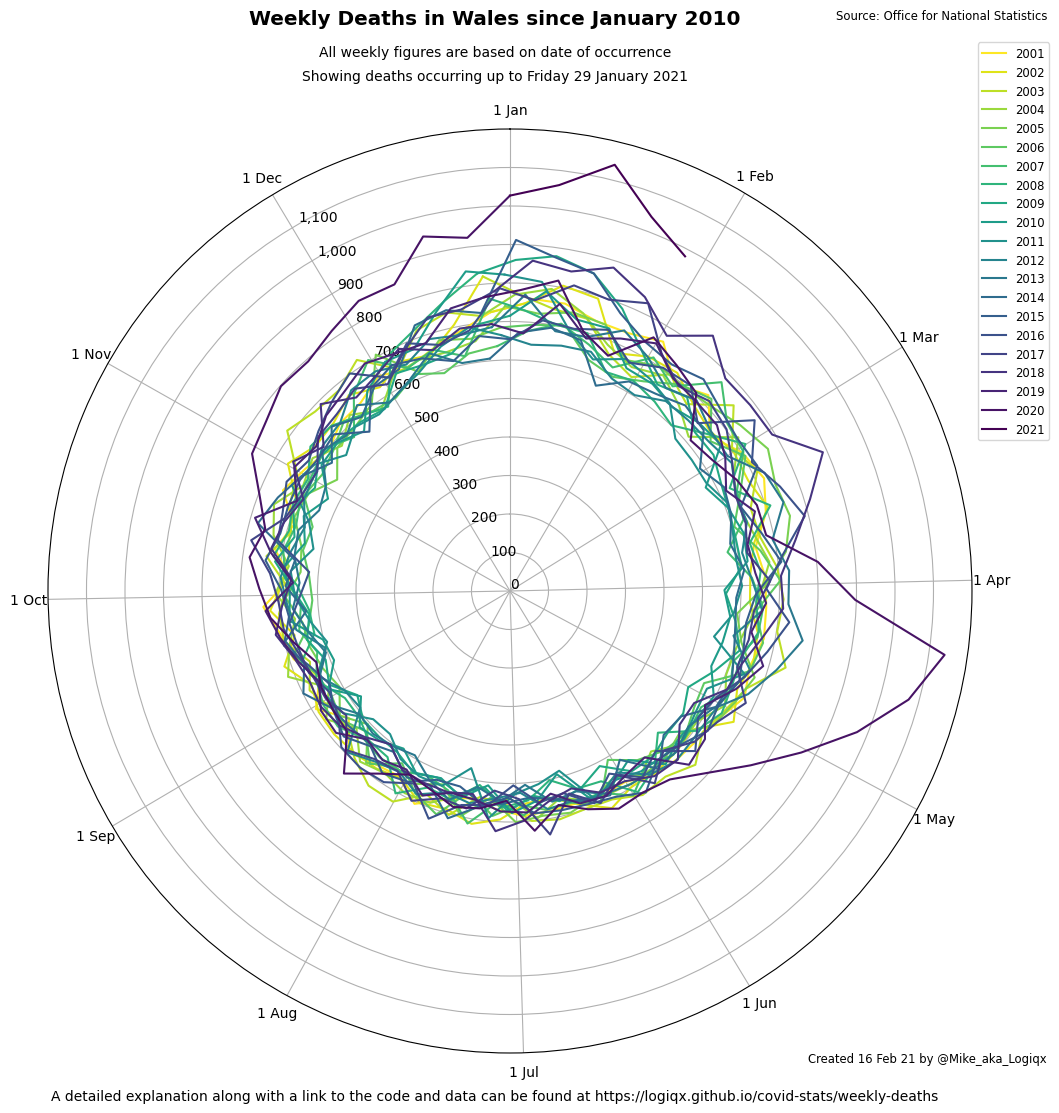 Weekly Deaths in Wales since January 2010
Source: Office for National Statistics
All weekly figures are based on date of occurrence
Showing deaths occurring up to Friday 29 January 2021
2001
2002
2003
2004
2005
2006
2007
2008
2009
2010
2011
2012
2013
2014
2015
2016
2017
2018
2019
2020
2021
1 Jan
1 Feb
1 Mar
1 Apr
1 May
1 Jun
1 Jul
1 Aug
1 Sep
1 Oct
1 Nov
1 Dec
1,100
1,000
900
800
700
600
500
400
300
200
100
0
Created 16 Feb 21 by @Mike_aka_Logiqx
A detailed explanation along with a link to the code and data can be found at https://logiqx.github.io/covid-stats/weekly-deaths